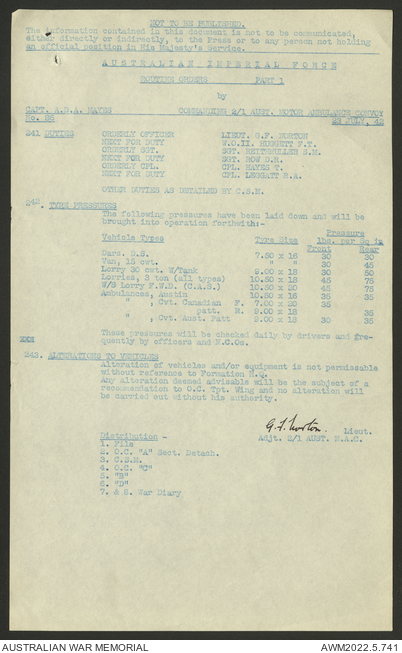 NOT TO BE PUBLISHED.
The information contained in this document is not to be communicated,
either directly or indirectly, to the Press or to any person not holding
an official position in His Majesty's Service.
AUSTRALIAN IMPERIAL FORCE
ROUTINE ORDERS PART 1
by
CAPT. A.D.A. MAYES COMMANDING 2/1 AUST. MOTOR AMBULANCE CONVOY
No. 85 JULY, 42
241 DUTIES ORDERLY OFFICER LIEUT. G.F. NORTON
NEXT FOR DUTY W.O.II. F.T.
ORDERLY SGT. SGT. S.M.
NEXT FOR DUTY SGT. ROW S.R.
ORDERLY CPL. CPL. HAYES T.
NEXT FOR DUTY CPL. LEGGATT R.A.
OTHER DUTIES AS DETAILED BY C.S.M.
242. TYRE PRESSURES
The following pressures have been laid down and will be
brought into operation forthwith:-
Pressure
Vehicle Types Tyre Size lbs. per Sq in
Front Rear
Cars. G.S. 7.50 x 16 30 30
Van, 15 cwt. " " 30 45
Lorry 30 cwt. W/Tank 9.00 x 18 30 50
Lorries, 3 ton (all types) 10.50 x 18 45 75
W/S Lorry F.W.D. (C.A.B.) 10.50 x 20 45 75
Ambulances, Austin 10.50 x 16 35 35
" , Cvt. Canadian F. 7.00 x 20 35
patt. R. 9.00 x 18 35
" , Cvt. Aust. Patt 9.00 x 18 35
These pressures will be checked daily by drivers and fre-
quently by officers and N.C.Os.
243. ALTERATIONS TO VEHICLES
Alteration of vehicles and/or equipment is not permissable
without reference to Formation H.Q.
Any alteration deemed advisable will be the subject of a
recommendation to O.C. Tpt. Wing and no alteration will
be carried out without his authority.
G.F. Norton. Lieut.
Distribution - Adjt. 2/1 AUST. M.A.C.
1. File
2. O.C. "A" Sect. Detach.
3. C.S.M.
4. O.C. "C"
5. "B"
6. "D"
7. & 8. War Diary
AUSTRALIAN WAR MEMORIAL AWM2022.5.741